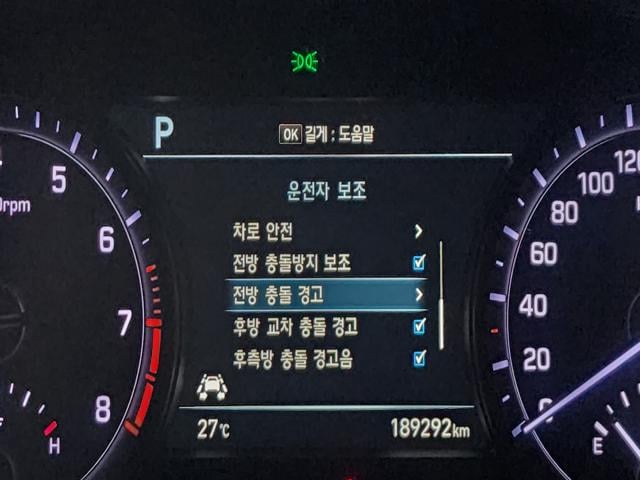 P
OK 길게 : 도움말
운전자 보조
차로 안전
전방 충돌방지 보조
전방 충돌 경고
후방 교차 충돌 경고
후측방 충돌 경고음
27℃
189292km
5
6
7
8
rpm
H
120
100
80
60
40
20
0
E